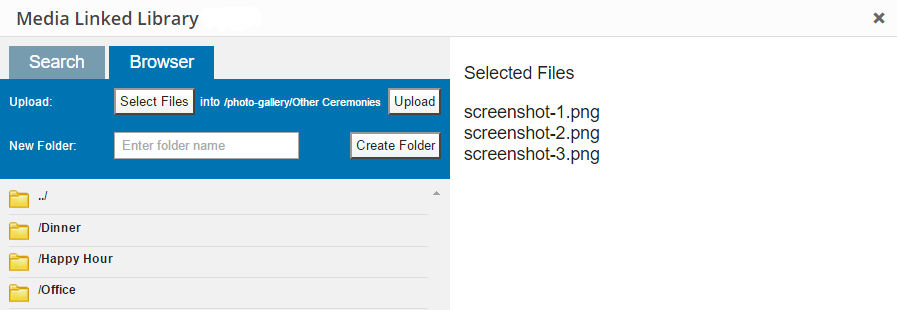 Media Linked Library
Search Browser
Upload: Select Files into /photo-gallery/Other Ceremonies Upload
New Folder: Enter folder name Create Folder
../
/Dinner
/Happy Hour
/Office
Selected Files
screenshot-1.png
screenshot-2.png
screenshot-3.png